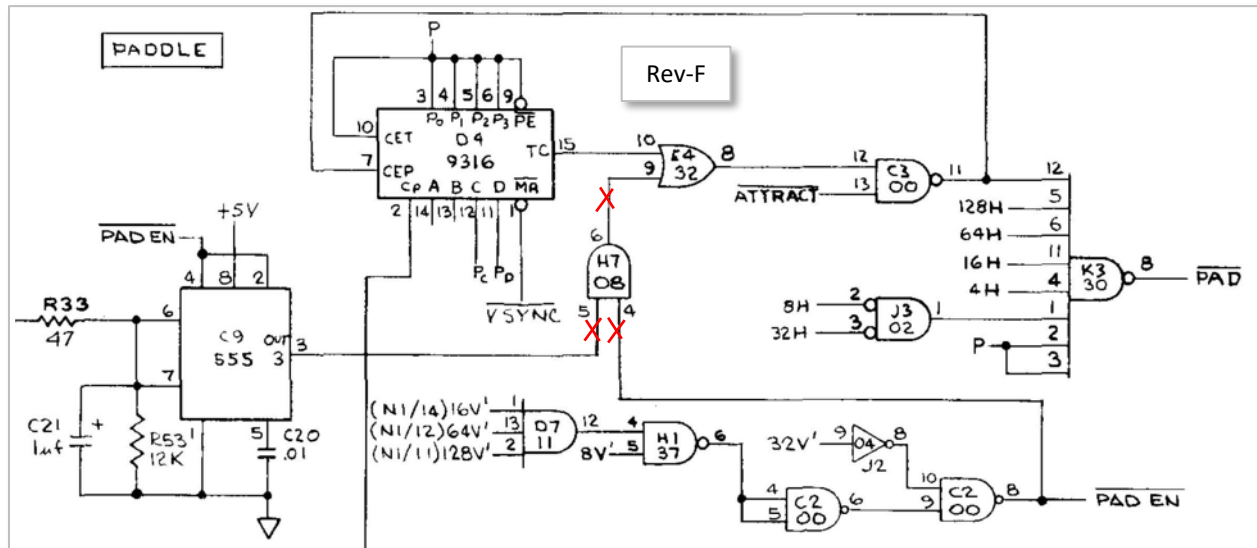 PADDLE
P
Rev-F
3 4 5 6 9
P0 P1 P2 P3 PE
10 CET D4 TC 15
7 CEP 9316
CP A B C D MR
2 14 13 12 11 1
PC PD
VSYNC
10
9
E4
32
8
12
13
ATTRACT
C3
00
11
12
128H 5
64H 6
16H 11
4H 4
K3
30
8
PAD
8H 2
32H 3
J3
02
1
1
P
2
3
X
6
H7
08
5 4
X X
+5V
PAD EN
4 8 2
R33
47
6
C9
555
OUT
3
3
7
1
5
C21
1uf
+
R53
12K
C20
.01
(N1/14)16V' 1
(N1/12)64V' 13
(N1/11)128V' 2
D7
11
12
4
8V' 5
H1
37
6
4
5
C2
00
6
32V' 9
04
8
J2
10
9
C2
00
8
PAD EN